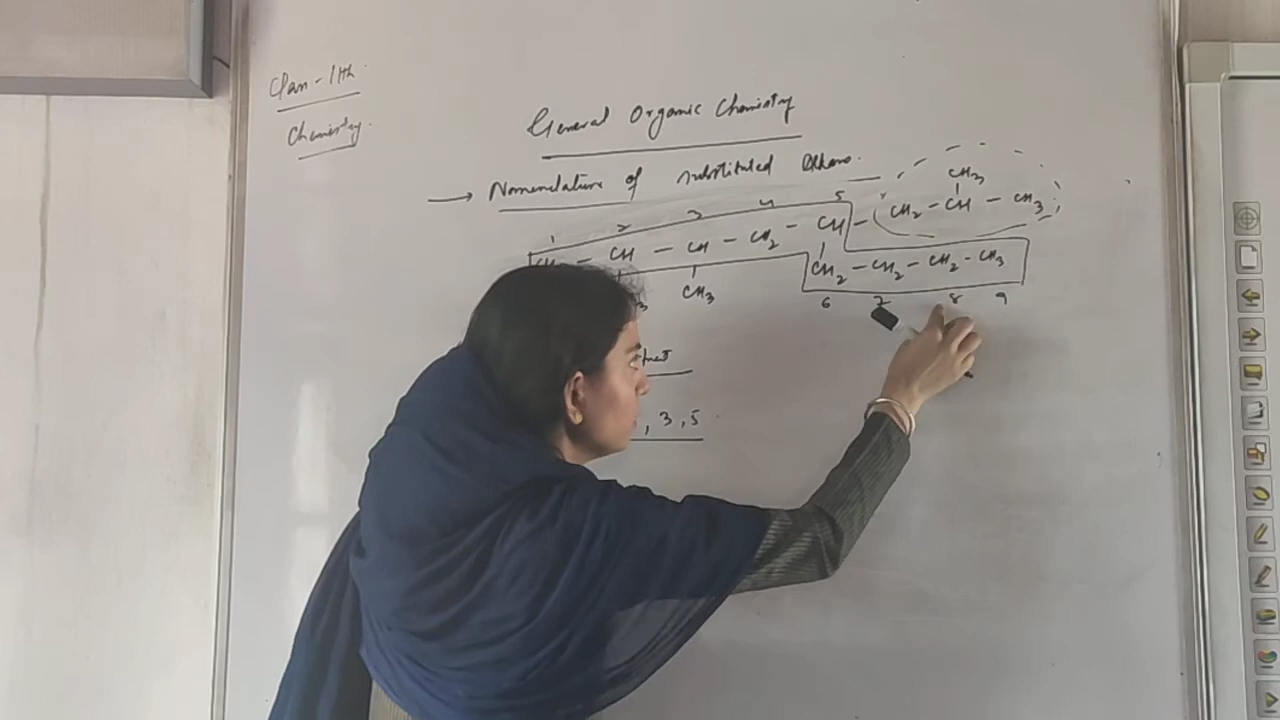 Class - 11th.
Chemistry.
General Organic Chemistry
→ Nomenclature of substituted Alkane.
CH₃
1 2 3 4 5
CH - CH - CH₂ - CH - CH₂ - CH - CH₃
CH₂ - CH₂ - CH₂ - CH₃
CH₃
6 7 8 9
, 3, 5